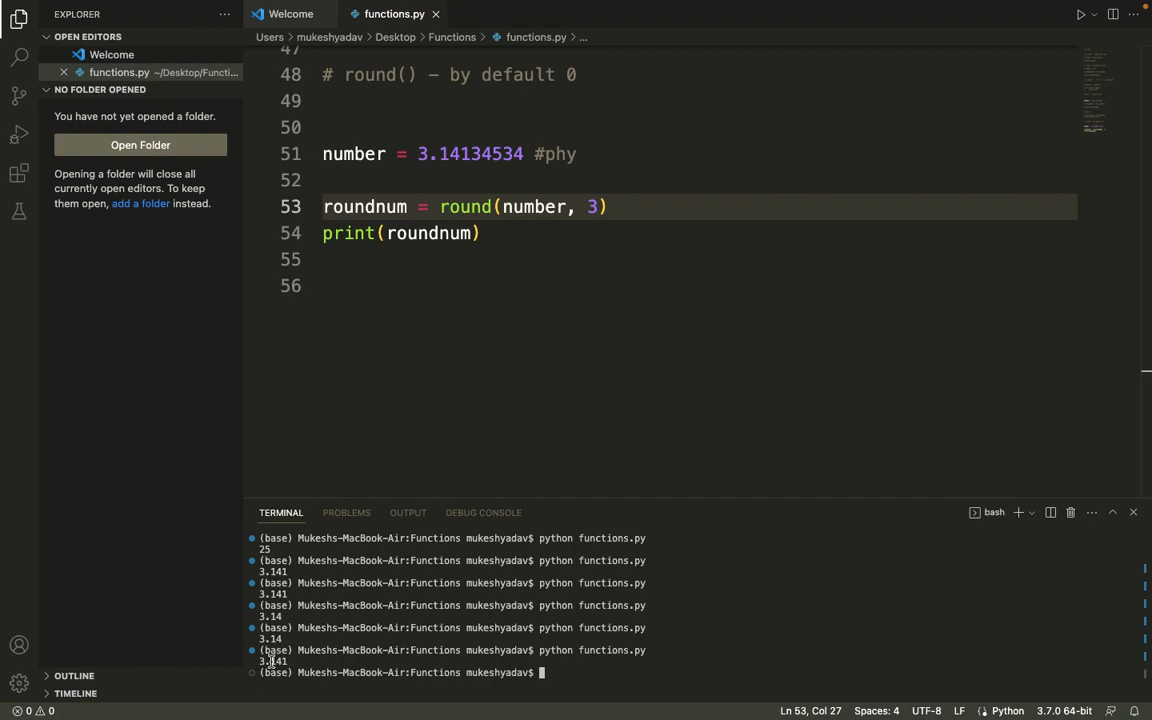 EXPLORER
···
OPEN EDITORS
Welcome
functions.py ~/Desktop/Functi...
NO FOLDER OPENED
You have not yet opened a folder.
Open Folder
Opening a folder will close all
currently open editors. To keep
them open, add a folder instead.
OUTLINE
TIMELINE
Welcome
functions.py
Users > mukeshyadav > Desktop > Functions > functions.py > ...
47
48 # round() - by default 0
49
50
51 number = 3.14134534 #phy
52
53 roundnum = round(number, 3)
54 print(roundnum)
55
56
TERMINAL PROBLEMS OUTPUT DEBUG CONSOLE
bash
(base) Mukeshs-MacBook-Air:Functions mukeshyadav$ python functions.py
25
(base) Mukeshs-MacBook-Air:Functions mukeshyadav$ python functions.py
3.141
(base) Mukeshs-MacBook-Air:Functions mukeshyadav$ python functions.py
3.141
(base) Mukeshs-MacBook-Air:Functions mukeshyadav$ python functions.py
3.14
(base) Mukeshs-MacBook-Air:Functions mukeshyadav$ python functions.py
3.14
(base) Mukeshs-MacBook-Air:Functions mukeshyadav$ python functions.py
3.141
(base) Mukeshs-MacBook-Air:Functions mukeshyadav$
0 0
Ln 53, Col 27 Spaces: 4 UTF-8 LF Python 3.7.0 64-bit